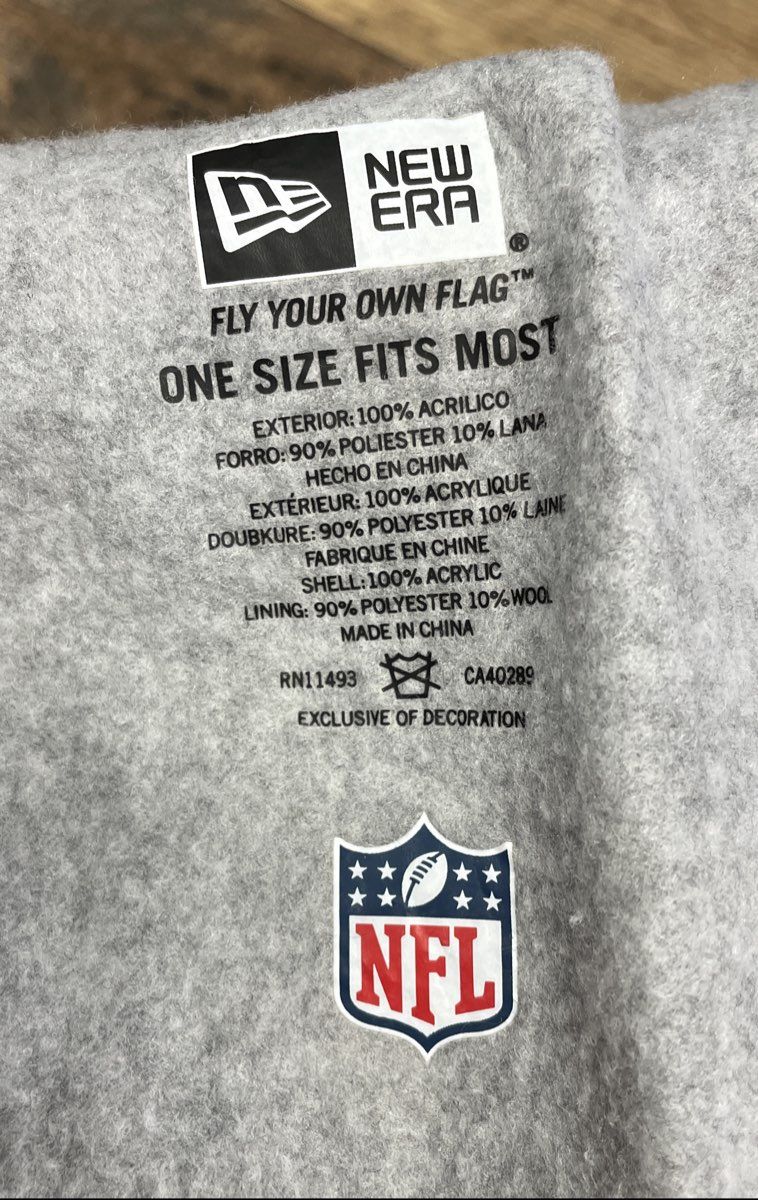 NEW
ERA
®
FLY YOUR OWN FLAG™
ONE SIZE FITS MOST
EXTERIOR: 100% ACRILICO
FORRO: 90% POLIESTER 10% LANA
HECHO EN CHINA
EXTÉRIEUR: 100% ACRYLIQUE
DOUBKURE: 90% POLYESTER 10% LAINE
FABRIQUE EN CHINE
SHELL: 100% ACRYLIC
LINING: 90% POLYESTER 10% WOOL
MADE IN CHINA
RN11493 CA40289
EXCLUSIVE OF DECORATION
NFL